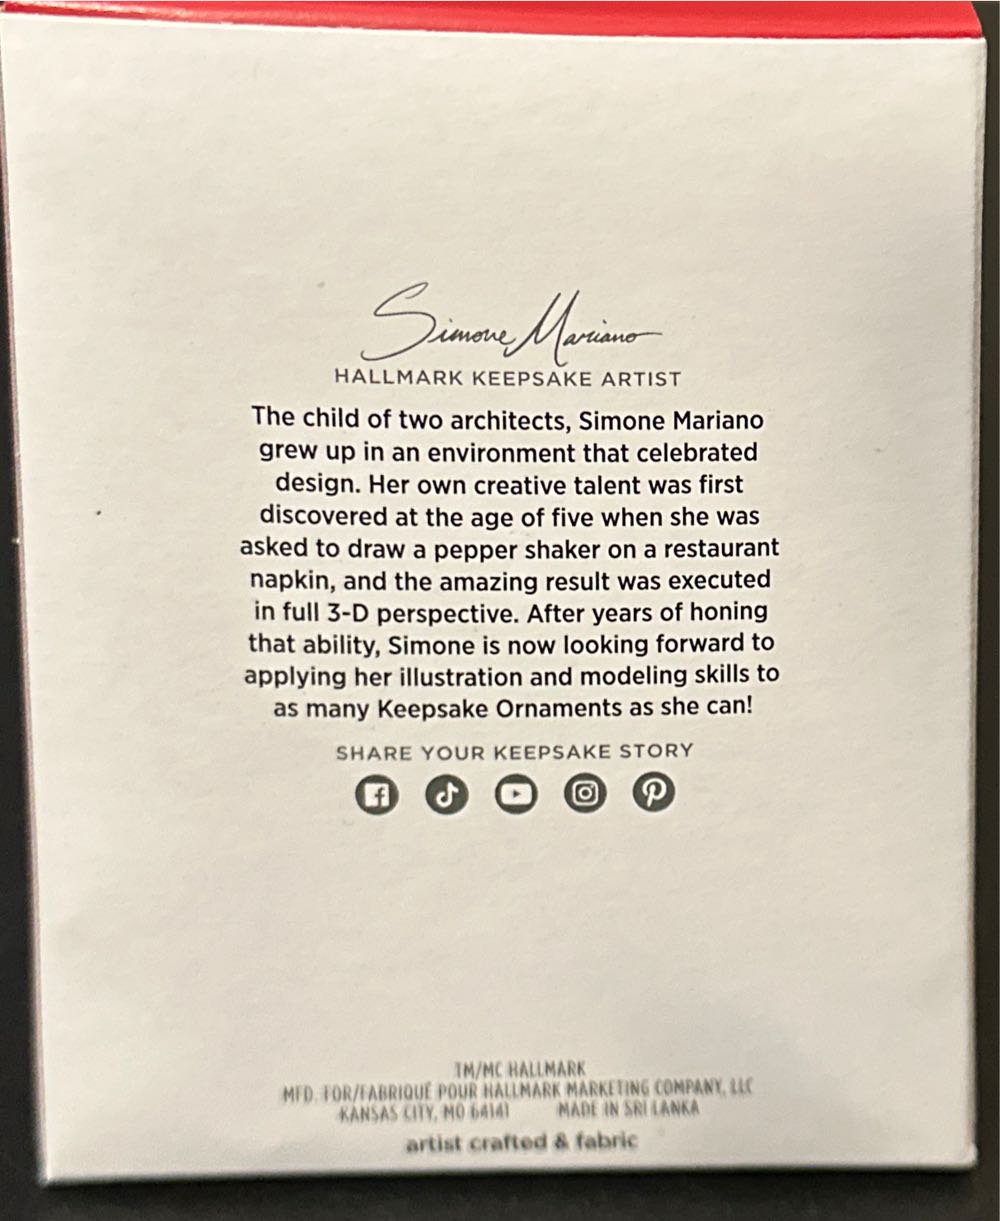 Simone Mariano
HALLMARK KEEPSAKE ARTIST
The child of two architects, Simone Mariano
grew up in an environment that celebrated
design. Her own creative talent was first
discovered at the age of five when she was
asked to draw a pepper shaker on a restaurant
napkin, and the amazing result was executed
in full 3-D perspective. After years of honing
that ability, Simone is now looking forward to
applying her illustration and modeling skills to
as many Keepsake Ornaments as she can!
SHARE YOUR KEEPSAKE STORY
TM/MC HALLMARK
MFD. FOR/FABRIQUÉ POUR HALLMARK MARKETING COMPANY, LLC
KANSAS CITY, MO 64141 MADE IN SRI LANKA
artist crafted & fabric